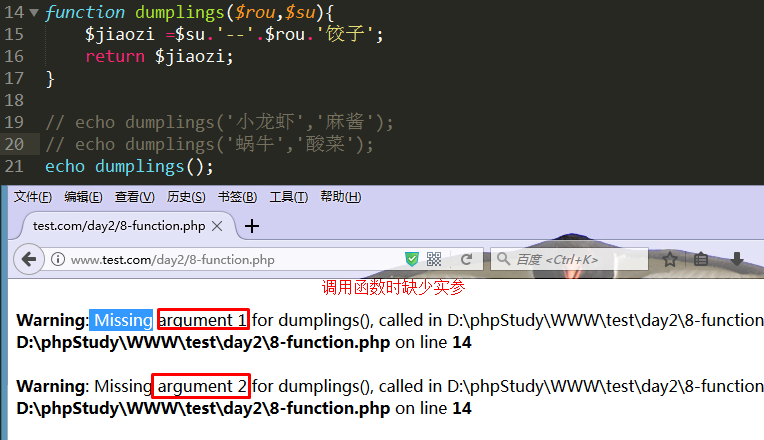 14 function dumplings($rou,$su){
15 $jiaozi =$su.'--'.$rou.'饺子';
16 return $jiaozi;
17 }
18
19 // echo dumplings('小龙虾','麻酱');
20 // echo dumplings('蜗牛','酸菜');
21 echo dumplings();
文件(F) 编辑(E) 查看(V) 历史(S) 书签(B) 工具(T) 帮助(H)
test.com/day2/8-function.php
www.test.com/day2/8-function.php 百度 <Ctrl+K>
调用函数时缺少实参
Warning: Missing argument 1 for dumplings(), called in D:\phpStudy\WWW\test\day2\8-function
D:\phpStudy\WWW\test\day2\8-function.php on line 14
Warning: Missing argument 2 for dumplings(), called in D:\phpStudy\WWW\test\day2\8-function
D:\phpStudy\WWW\test\day2\8-function.php on line 14